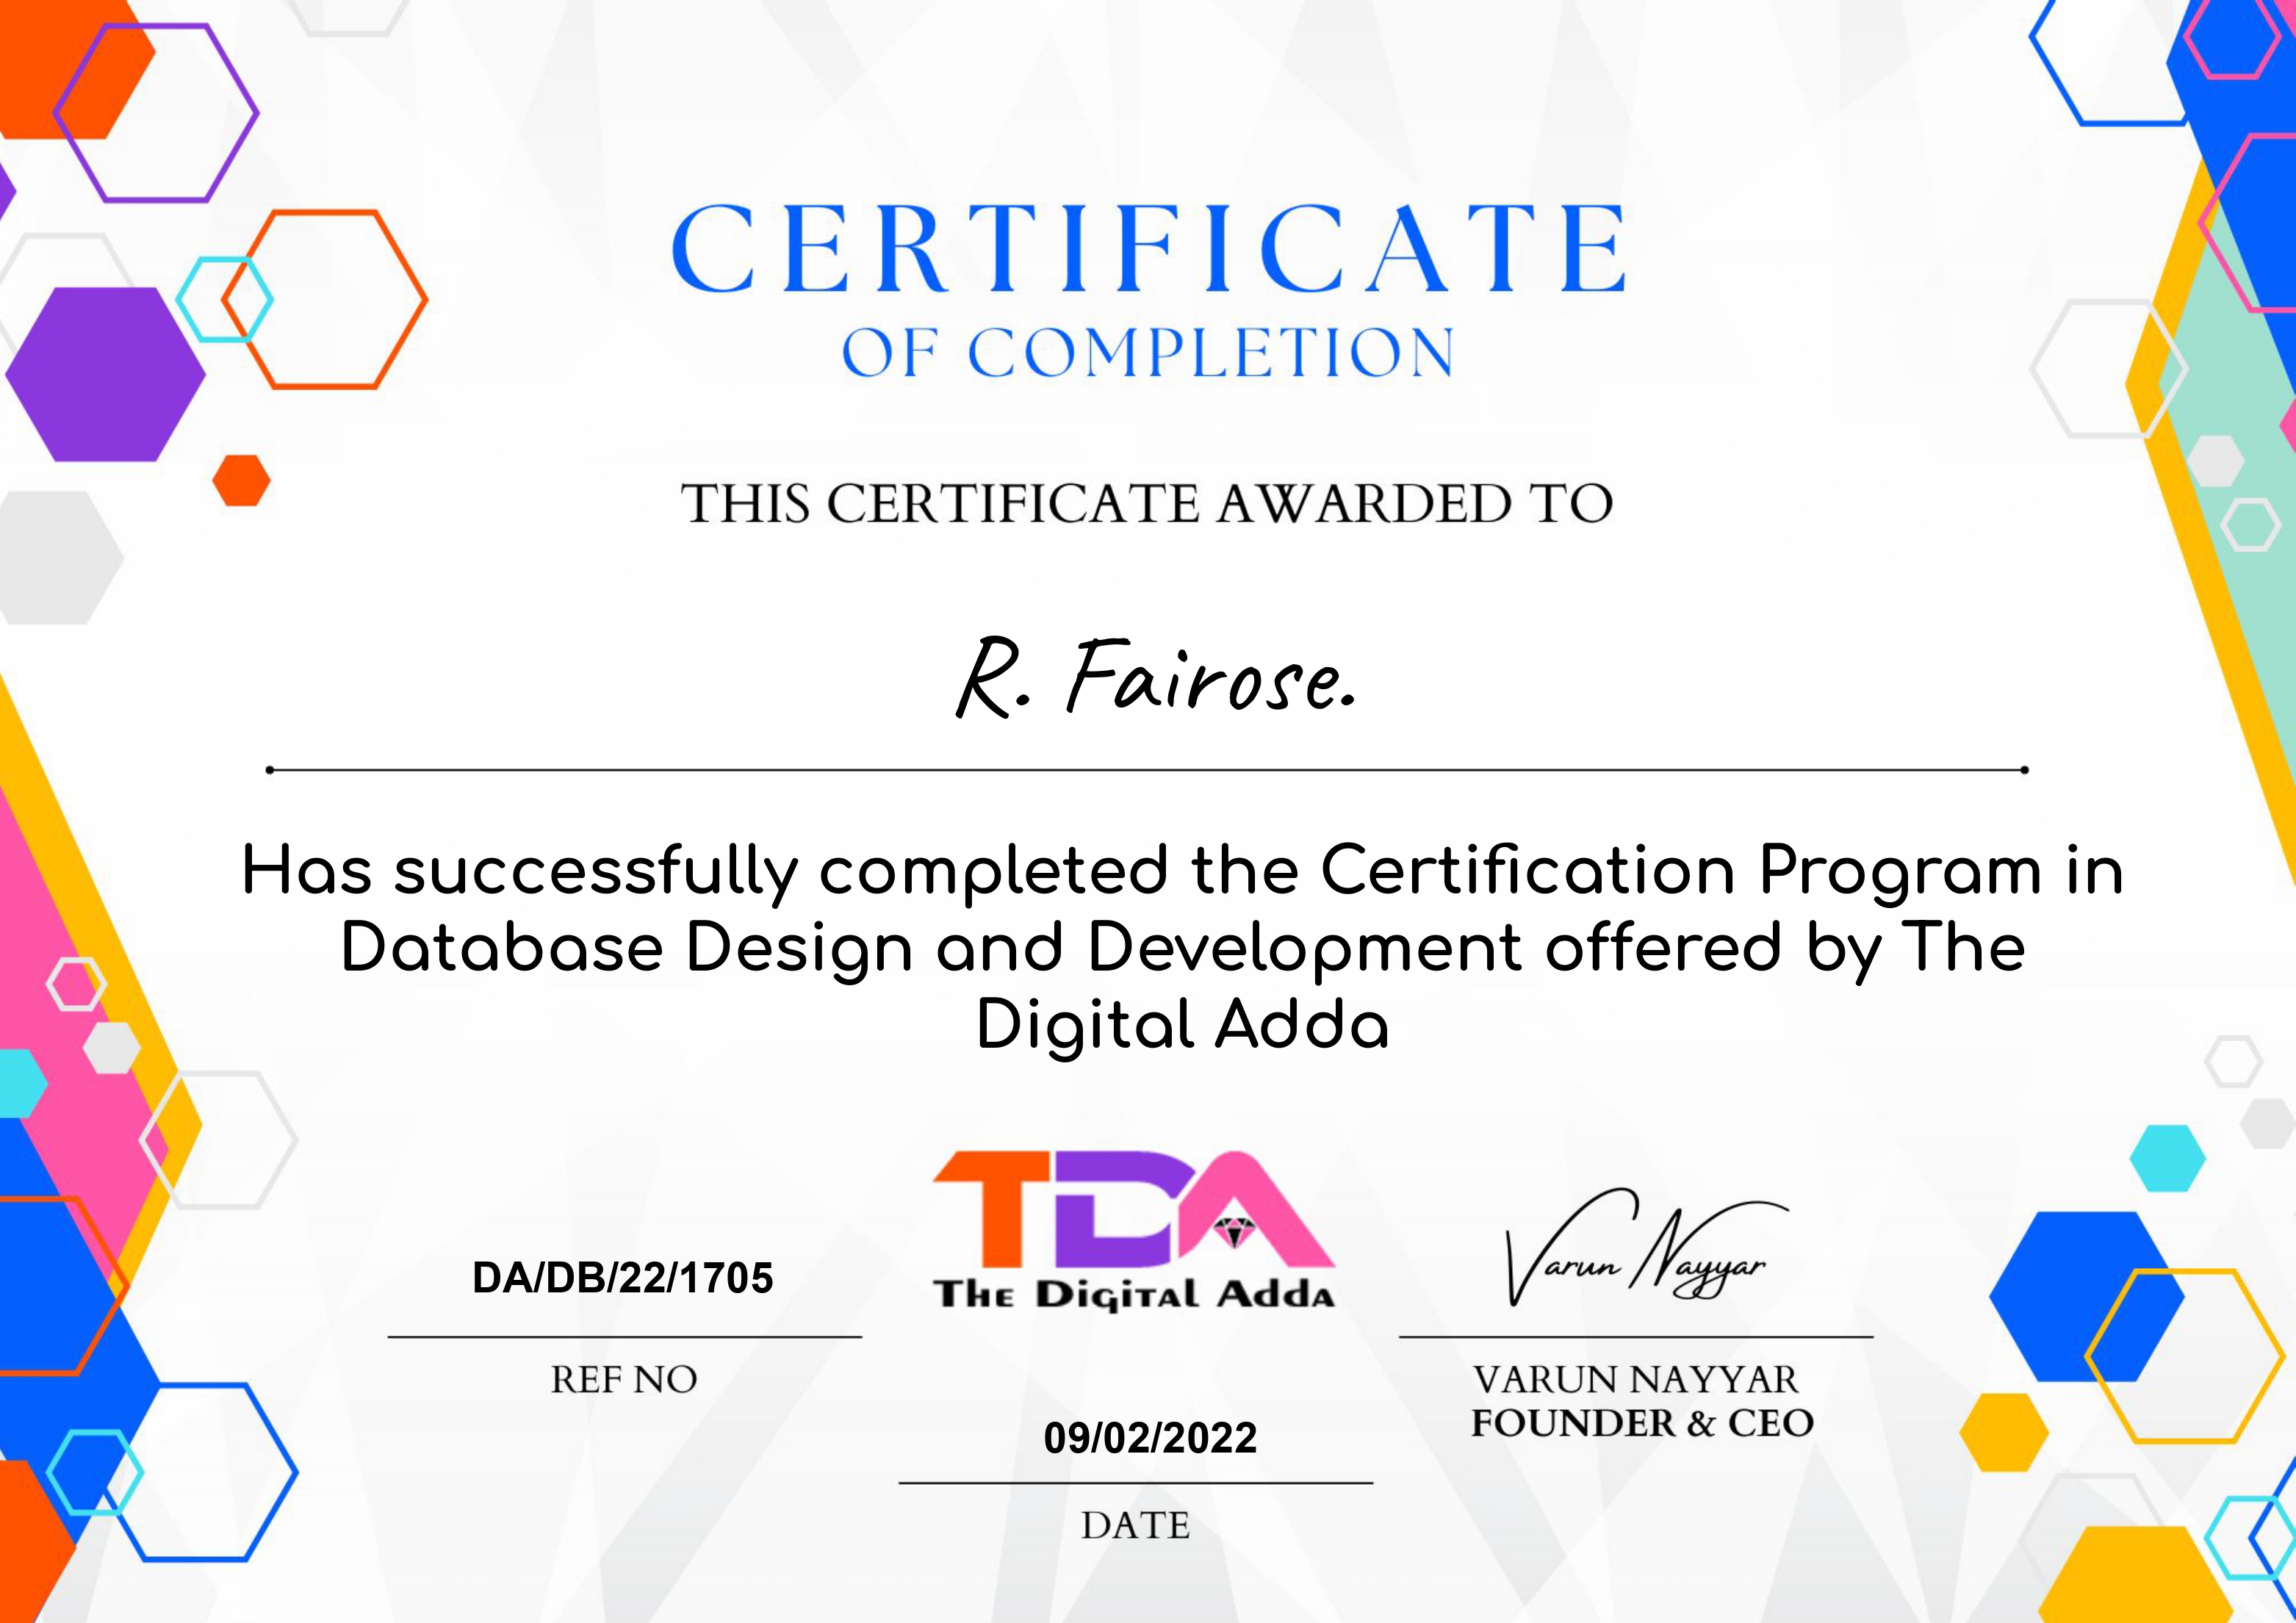 CERTIFICATE
OF COMPLETION
THIS CERTIFICATE AWARDED TO
R. Fairose.
Has successfully completed the Certification Program in
Database Design and Development offered by The
Digital Adda
TDA
The Digital Adda
DA/DB/22/1705
REF NO
Varun Nayyar
VARUN NAYYAR
FOUNDER & CEO
09/02/2022
DATE